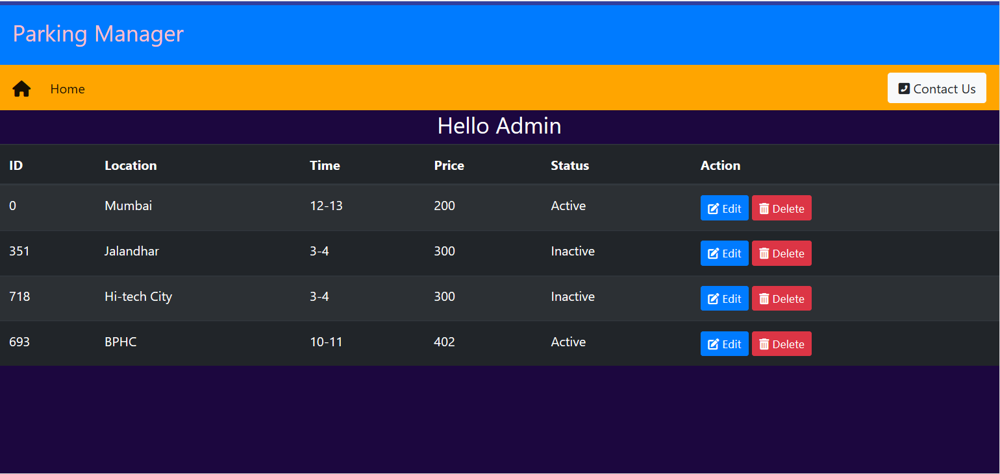 Parking Manager
Home
Contact Us
Hello Admin
ID Location Time Price Status Action
0 Mumbai 12-13 200 Active Edit Delete
351 Jalandhar 3-4 300 Inactive Edit Delete
718 Hi-tech City 3-4 300 Inactive Edit Delete
693 BPHC 10-11 402 Active Edit Delete